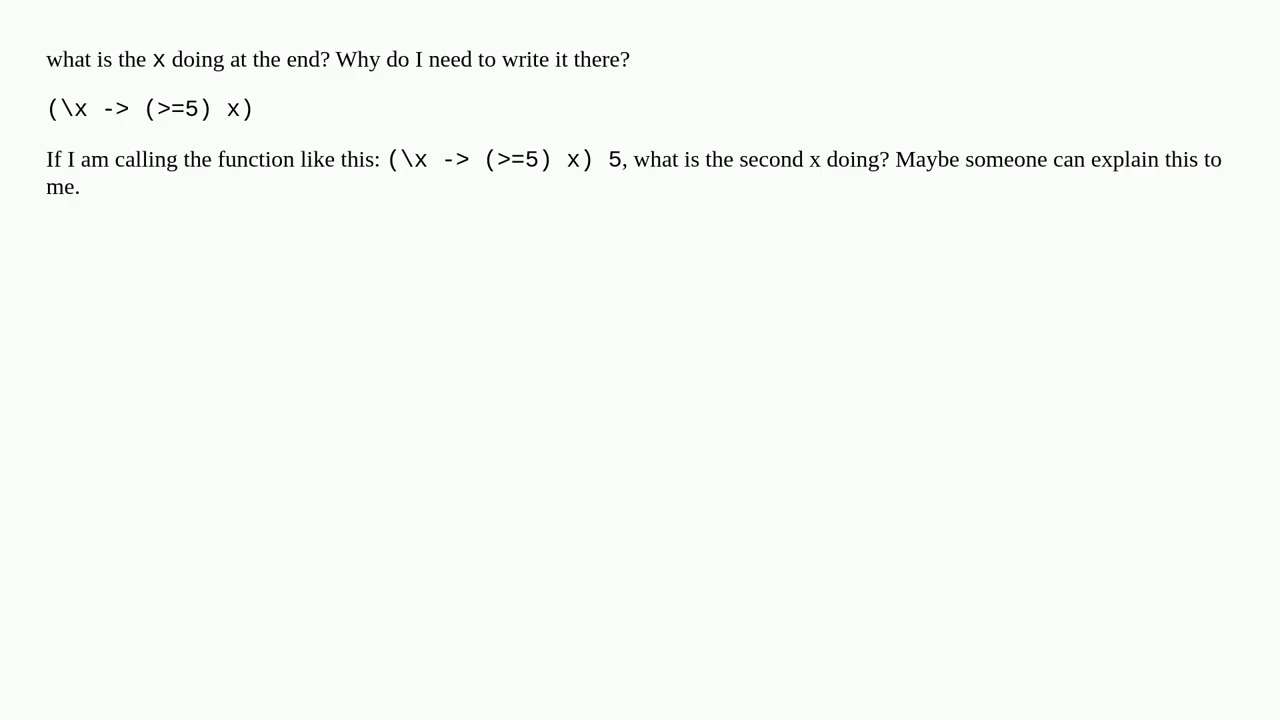 what is the x doing at the end? Why do I need to write it there?
(\x -> (>=5) x)
If I am calling the function like this: (\x -> (>=5) x) 5, what is the second x doing? Maybe someone can explain this to
me.